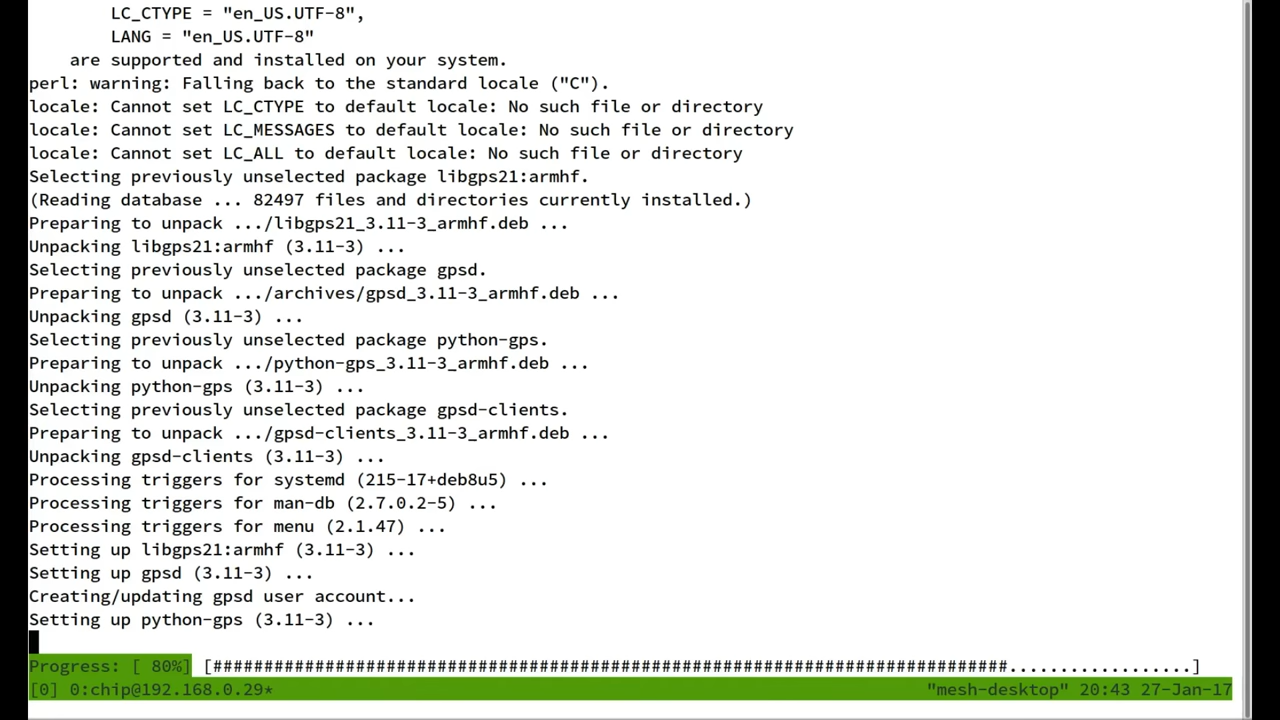 LC_CTYPE = "en_US.UTF-8",
LANG = "en_US.UTF-8"
are supported and installed on your system.
perl: warning: Falling back to the standard locale ("C").
locale: Cannot set LC_CTYPE to default locale: No such file or directory
locale: Cannot set LC_MESSAGES to default locale: No such file or directory
locale: Cannot set LC_ALL to default locale: No such file or directory
Selecting previously unselected package libgps21:armhf.
(Reading database ... 82497 files and directories currently installed.)
Preparing to unpack .../libgps21_3.11-3_armhf.deb ...
Unpacking libgps21:armhf (3.11-3) ...
Selecting previously unselected package gpsd.
Preparing to unpack .../archives/gpsd_3.11-3_armhf.deb ...
Unpacking gpsd (3.11-3) ...
Selecting previously unselected package python-gps.
Preparing to unpack .../python-gps_3.11-3_armhf.deb ...
Unpacking python-gps (3.11-3) ...
Selecting previously unselected package gpsd-clients.
Preparing to unpack .../gpsd-clients_3.11-3_armhf.deb ...
Unpacking gpsd-clients (3.11-3) ...
Processing triggers for systemd (215-17+deb8u5) ...
Processing triggers for man-db (2.7.0.2-5) ...
Processing triggers for menu (2.1.47) ...
Setting up libgps21:armhf (3.11-3) ...
Setting up gpsd (3.11-3) ...
Creating/updating gpsd user account...
Setting up python-gps (3.11-3) ...
Progress: [ 80%] [##############################################################################..................]
[0] 0:chip@192.168.0.29* "mesh-desktop" 20:43 27-Jan-17